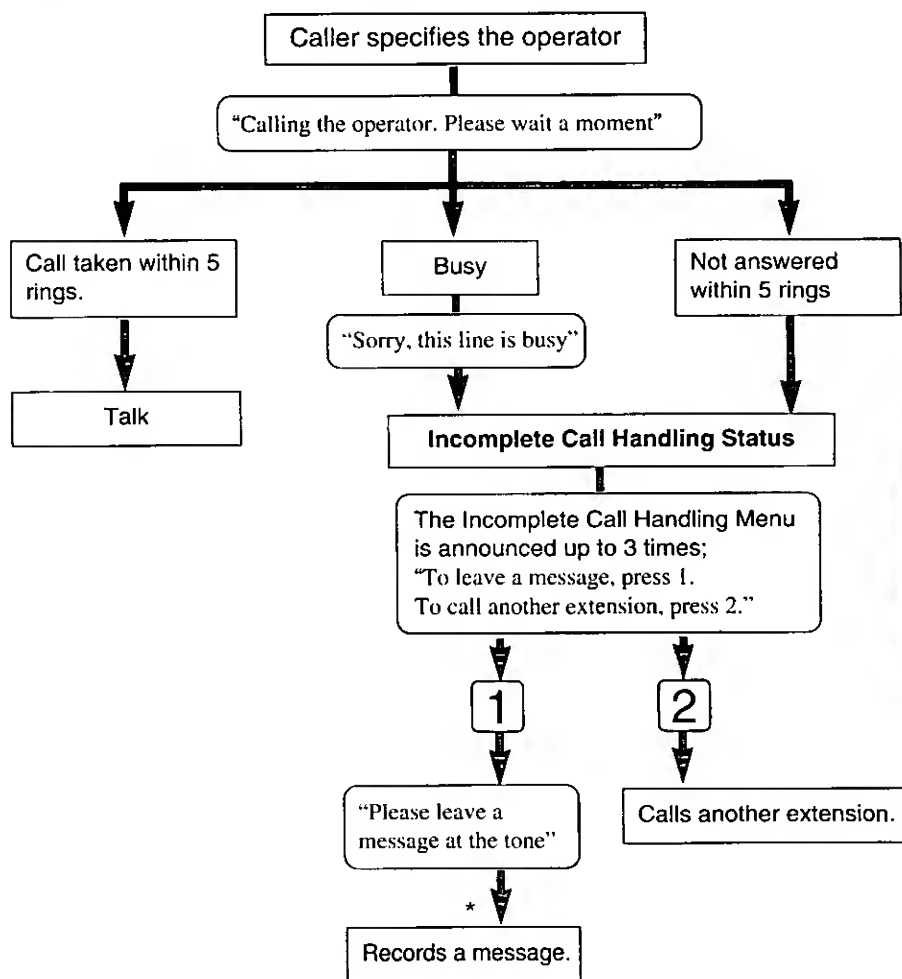 Caller specifies the operator
“Calling the operator. Please wait a moment”
Call taken within 5
rings.
Busy
Not answered
within 5 rings
“Sorry, this line is busy”
Talk
Incomplete Call Handling Status
The Incomplete Call Handling Menu
is announced up to 3 times;
“To leave a message, press 1.
To call another extension, press 2.”
1
2
“Please leave a
message at the tone”
Calls another extension.
*
Records a message.